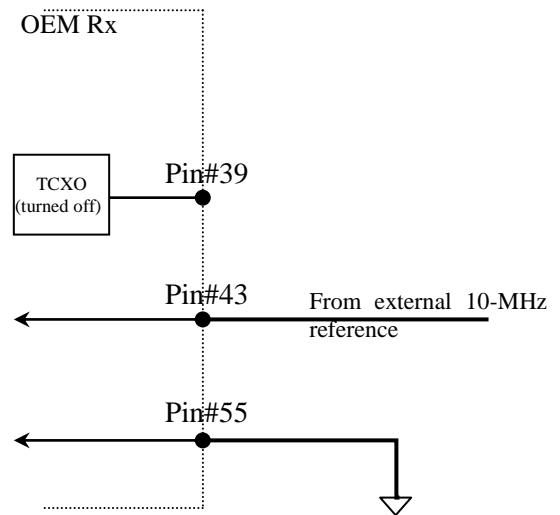 OEM Rx
Pin#39
TCXO
(turned off)
Pin#43
From external 10-MHz
reference
Pin#55